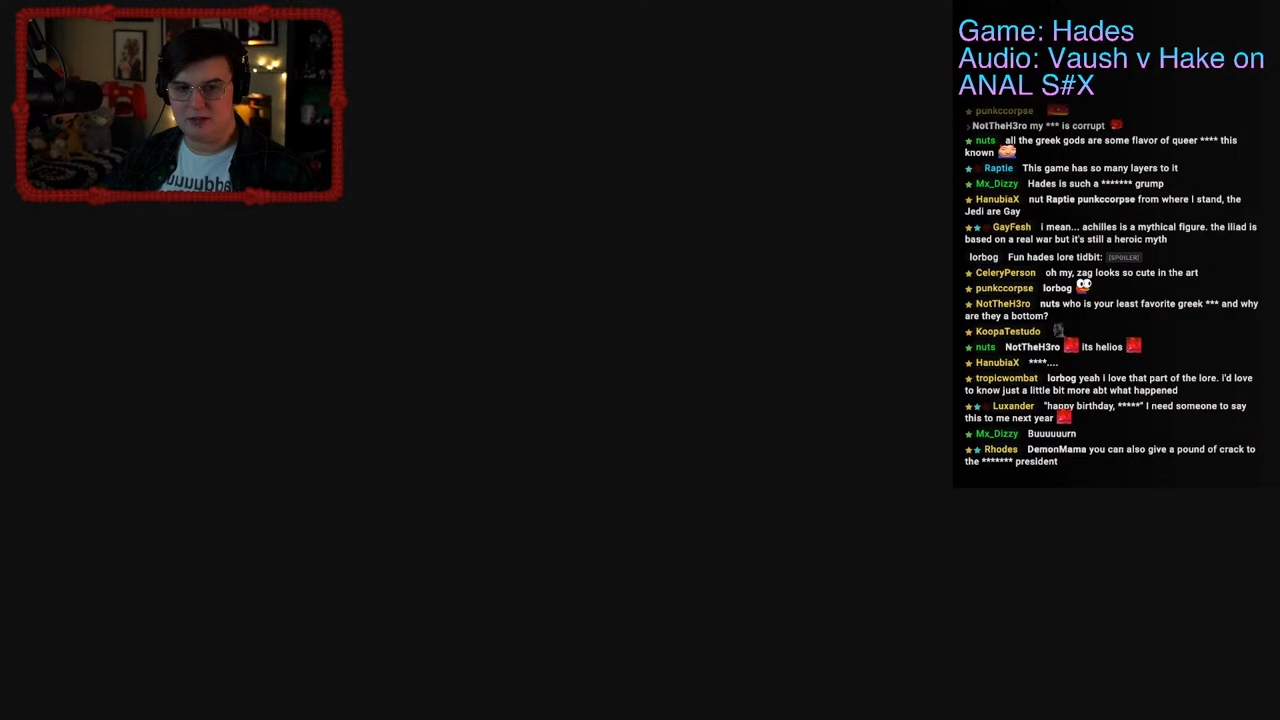 Game: Hades
Audio: Vaush v Hake on
ANAL S#X
punkccorpse
NotTheH3ro my *** is corrupt
nuts all the greek gods are some flavor of queer **** this
known
Raptie This game has so many layers to it
Mx_Dizzy Hades is such a ******* grump
HanubiaX nut Raptie punkccorpse from where I stand, the
Jedi are Gay
GayFesh i mean... achilles is a mythical figure. the iliad is
based on a real war but it's still a heroic myth
lorbog Fun hades lore tidbit: [SPOILER]
CeleryPerson oh my, zag looks so cute in the art
punkccorpse lorbog
NotTheH3ro nuts who is your least favorite greek *** and why
are they a bottom?
KoopaTestudo
nuts NotTheH3ro its helios
HanubiaX ****....
tropicwombat lorbog yeah i love that part of the lore. i'd love
to know just a little bit more abt what happened
Luxander "happy birthday, *****" I need someone to say
this to me next year
Mx_Dizzy Buuuuuurn
Rhodes DemonMama you can also give a pound of crack to
the ******* president